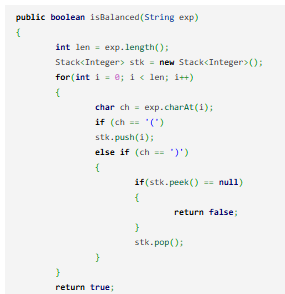 public boolean isBalanced(String exp)
{
int len = exp.length();
Stack<Integer> stk = new Stack<Integer>();
for(int i = 0; i < len; i++)
{
char ch = exp.charAt(i);
if (ch == '(')
stk.push(i);
else if (ch == ')')
{
if(stk.peek() == null)
{
return false;
}
stk.pop();
}
}
return true;